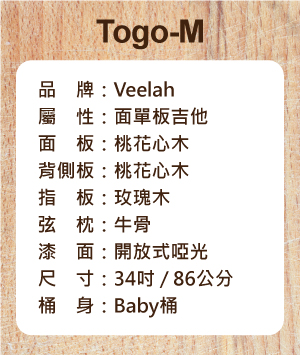 Togo-M
品　牌：Veelah
屬　性：面單板吉他
面　板：桃花心木
背側板：桃花心木
指　板：玫瑰木
弦　枕：牛骨
漆　面：開放式啞光
尺　寸：34吋 / 86公分
桶　身：Baby桶